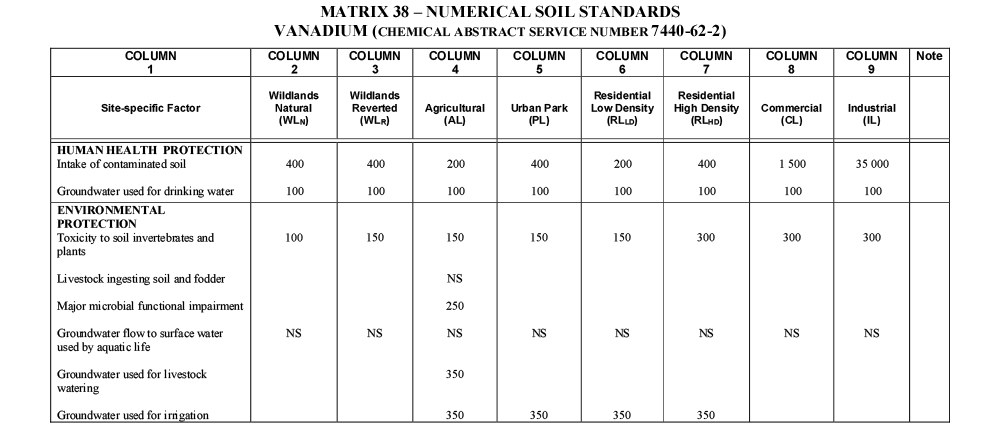 MATRIX 38 – NUMERICAL SOIL STANDARDS
VANADIUM (CHEMICAL ABSTRACT SERVICE NUMBER 7440-62-2)
COLUMN 1 COLUMN 2 COLUMN 3 COLUMN 4 COLUMN 5 COLUMN 6 COLUMN 7 COLUMN 8 COLUMN 9 Note
Site-specific Factor Wildlands Natural (WLN) Wildlands Reverted (WLR) Agricultural (AL) Urban Park (PL) Residential Low Density (RLLD) Residential High Density (RLHD) Commercial (CL) Industrial (IL)
HUMAN HEALTH PROTECTION
Intake of contaminated soil 400 400 200 400 200 400 1 500 35 000
Groundwater used for drinking water 100 100 100 100 100 100 100 100
ENVIRONMENTAL
PROTECTION
Toxicity to soil invertebrates and 100 150 150 150 150 300 300 300
plants
Livestock ingesting soil and fodder NS
Major microbial functional impairment 250
Groundwater flow to surface water NS NS NS NS NS NS NS NS
used by aquatic life
Groundwater used for livestock 350
watering
Groundwater used for irrigation 350 350 350 350